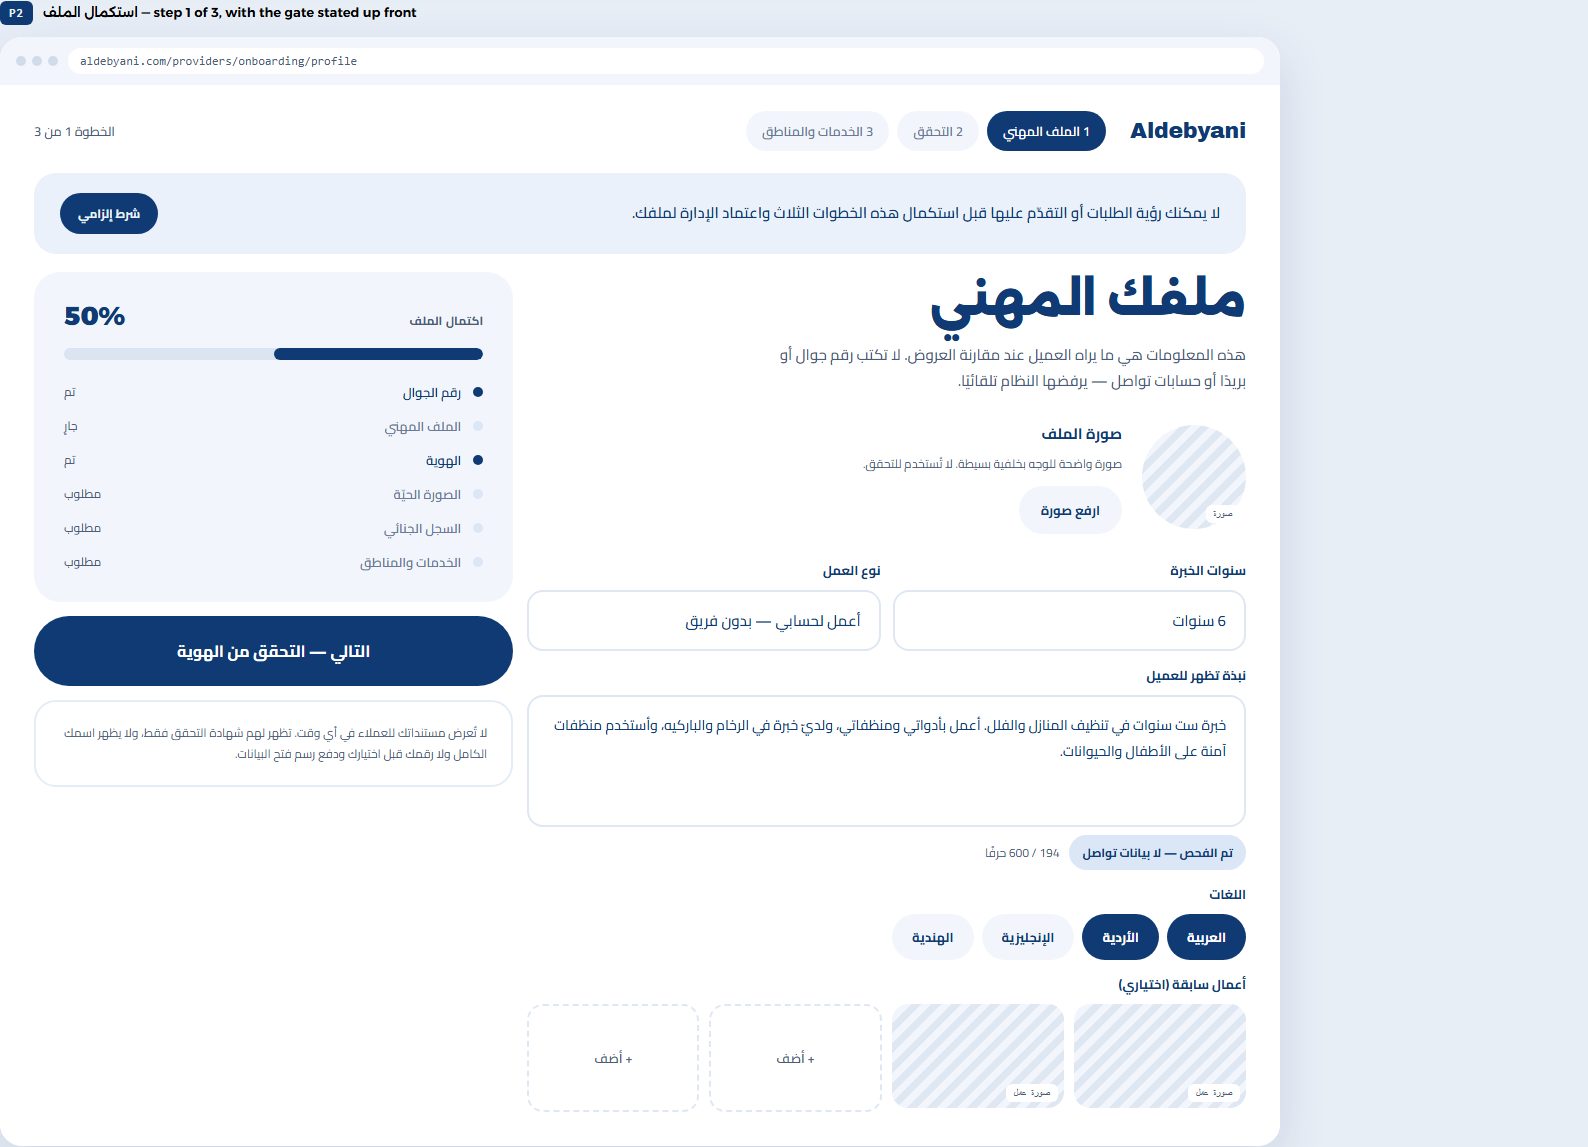 P2 استكمال الملف — step 1 of 3, with the gate stated up front
aldebyani.com/providers/onboarding/profile
Aldebyani
1 الملف المهني
2 التحقق
3 الخدمات والمناطق
الخطوة 1 من 3
لا يمكنك رؤية الطلبات أو التقدّم عليها قبل استكمال هذه الخطوات الثلاث واعتماد الإدارة لملفك.
شرط إلزامي
ملفك المهني
هذه المعلومات هي ما يراه العميل عند مقارنة العروض. لا تكتب رقم جوال أو
بريدًا أو حسابات تواصل — يرفضها النظام تلقائيًا.
صورة الملف
صورة واضحة للوجه بخلفية بسيطة. لا تُستخدم للتحقق.
ارفع صورة
صورة
سنوات الخبرة
6 سنوات
نوع العمل
أعمل لحسابي — بدون فريق
نبذة تظهر للعميل
خبرة ست سنوات في تنظيف المنازل والفلل. أعمل بأدواتي ومنظفاتي، ولديّ خبرة في الرخام والباركيه، وأستخدم منظفات
آمنة على الأطفال والحيوانات.
تم الفحص — لا بيانات تواصل
194 / 600 حرفًا
اللغات
العربية
الأردية
الإنجليزية
الهندية
أعمال سابقة (اختياري)
صورة عمل
صورة عمل
+ أضف
+ أضف
اكتمال الملف
50%
رقم الجوال تم
الملف المهني جارٍ
الهوية تم
الصورة الحيّة مطلوب
السجل الجنائي مطلوب
الخدمات والمناطق مطلوب
التالي — التحقق من الهوية
لا تُعرض مستنداتك للعملاء في أي وقت. تظهر لهم شهادة التحقق فقط، ولا يظهر اسمك
الكامل ولا رقمك قبل اختيارك ودفع رسم فتح البيانات.